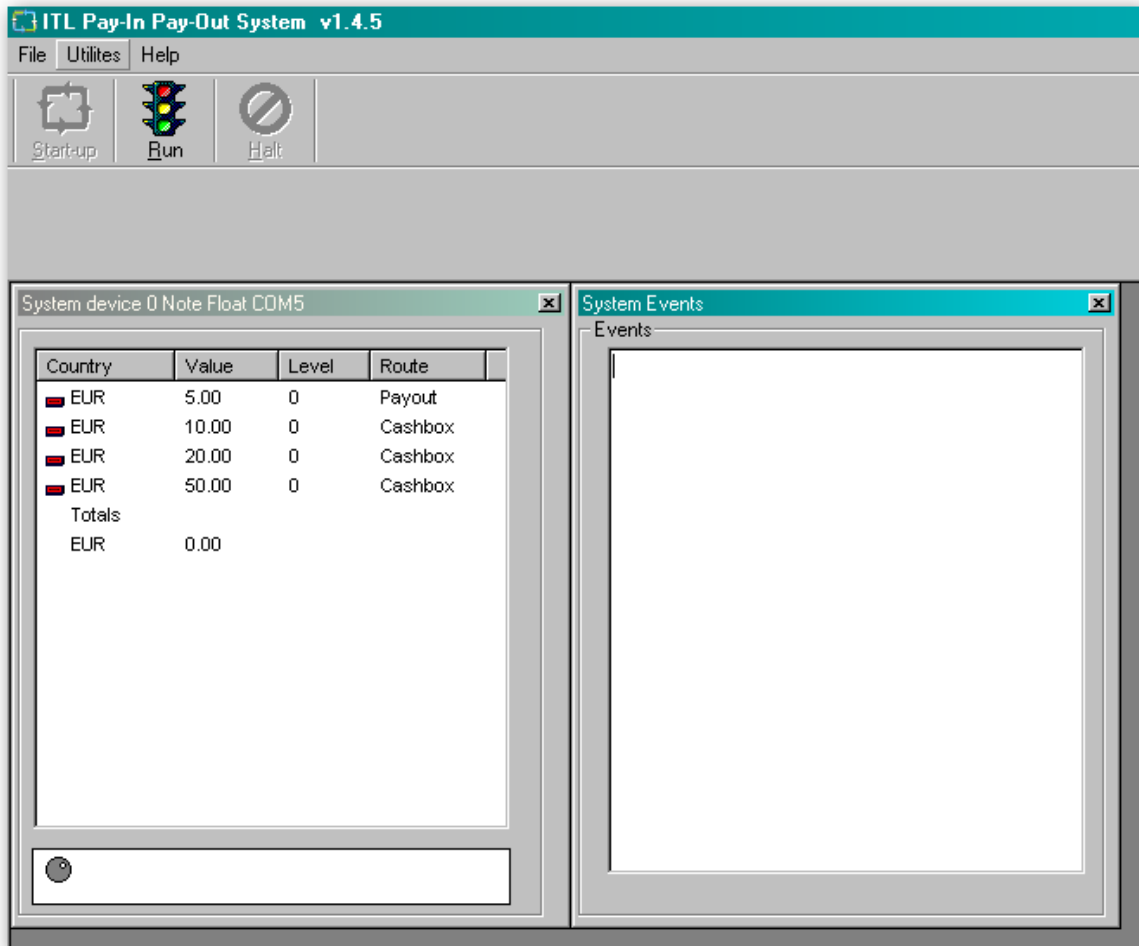 ITL Pay-In Pay-Out System v1.4.5
File Utilites Help
Start-up Run Halt
System device 0 Note Float COM5
Country Value Level Route
EUR 5.00 0 Payout
EUR 10.00 0 Cashbox
EUR 20.00 0 Cashbox
EUR 50.00 0 Cashbox
Totals
EUR 0.00
System Events
Events